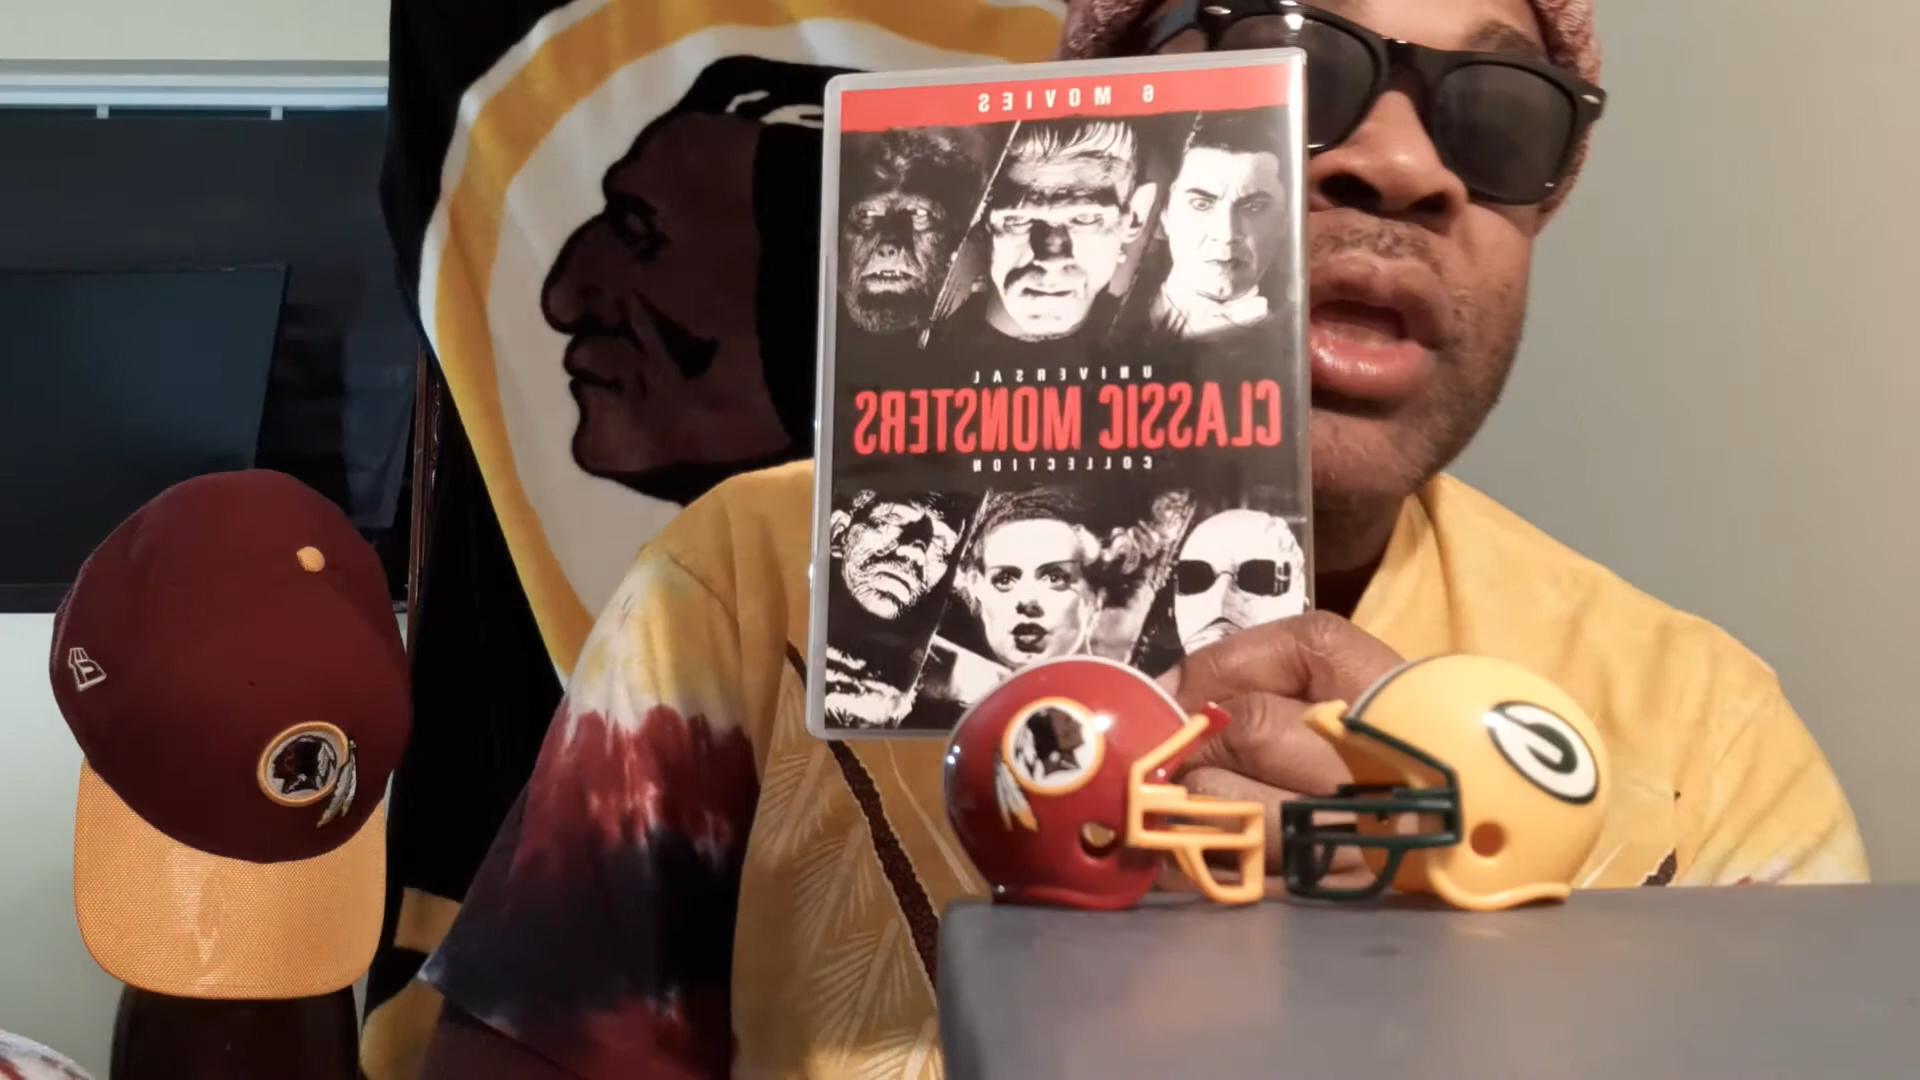 6 MOVIES
UNIVERSAL
CLASSIC MONSTERS
COLLECTION
G